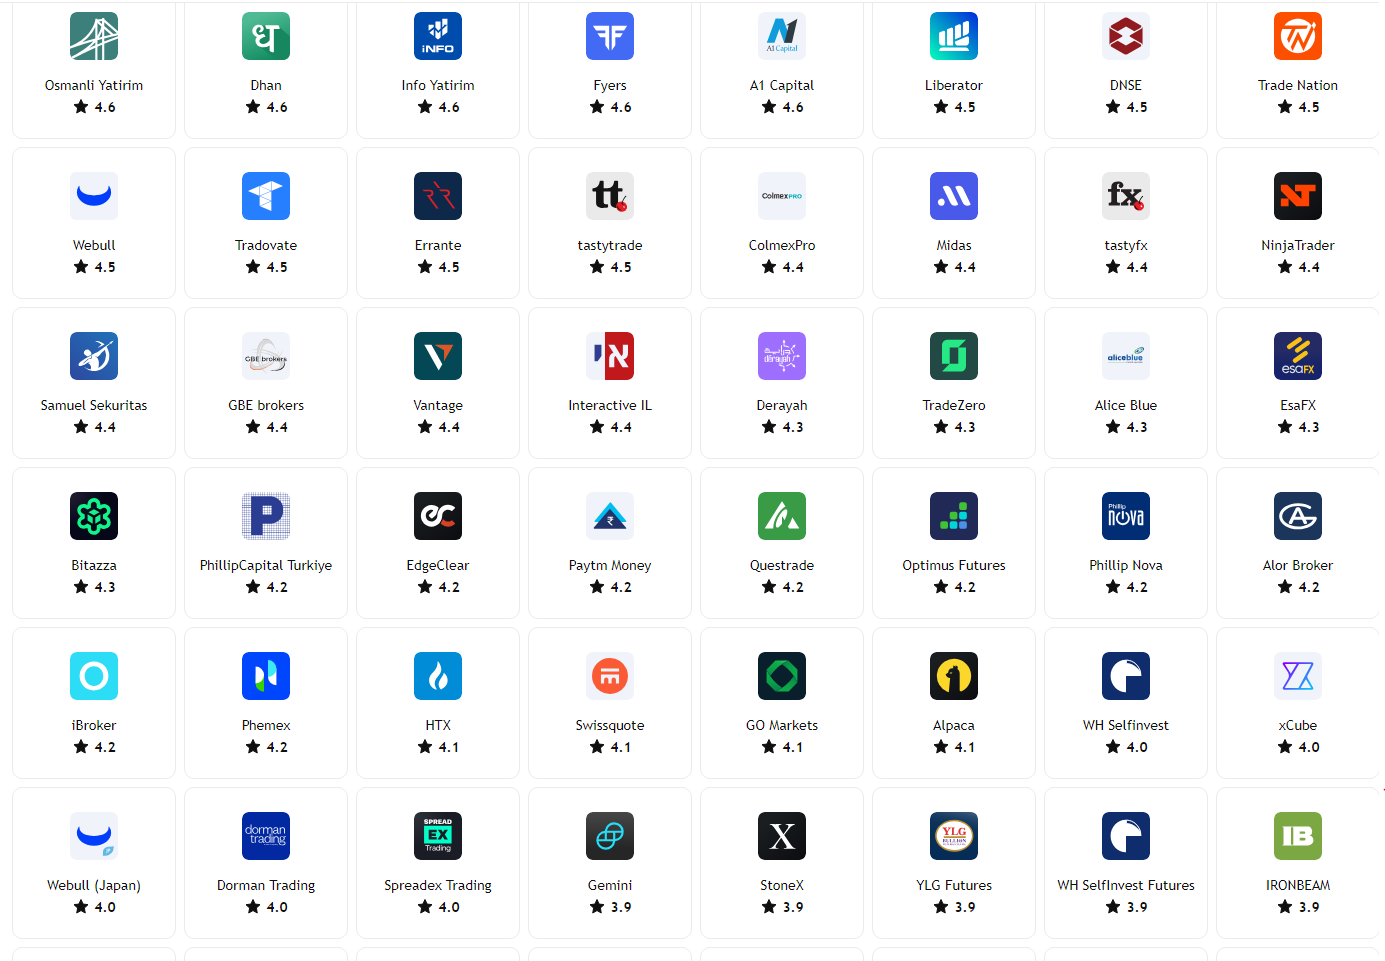 ध
iNFO
A1 Capital
Osmanli Yatirim
Dhan
Info Yatirim
Fyers
A1 Capital
Liberator
DNSE
Trade Nation
4.6
4.6
4.6
4.6
4.6
4.5
4.5
4.5
tt
ColmexPRO
fx
NT
Webull
Tradovate
Errante
tastytrade
ColmexPro
Midas
tastyfx
NinjaTrader
4.5
4.5
4.5
4.5
4.4
4.4
4.4
4.4
GBE brokers
א
derayah
aliceblue
esaFX
Samuel Sekuritas
GBE brokers
Vantage
Interactive IL
Derayah
TradeZero
Alice Blue
EsaFX
4.4
4.4
4.4
4.4
4.3
4.3
4.3
4.3
P
ec
₹
Phillip
nova
Bitazza
PhillipCapital Turkiye
EdgeClear
Paytm Money
Questrade
Optimus Futures
Phillip Nova
Alor Broker
4.3
4.2
4.2
4.2
4.2
4.2
4.2
4.2
iBroker
Phemex
HTX
Swissquote
GO Markets
Alpaca
WH Selfinvest
xCube
4.2
4.2
4.1
4.1
4.1
4.1
4.0
4.0
dorman
trading
SPREAD
EX
Trading
X
YLG
BULLION
IB
Webull (Japan)
Dorman Trading
Spreadex Trading
Gemini
StoneX
YLG Futures
WH SelfInvest Futures
IRONBEAM
4.0
4.0
4.0
3.9
3.9
3.9
3.9
3.9